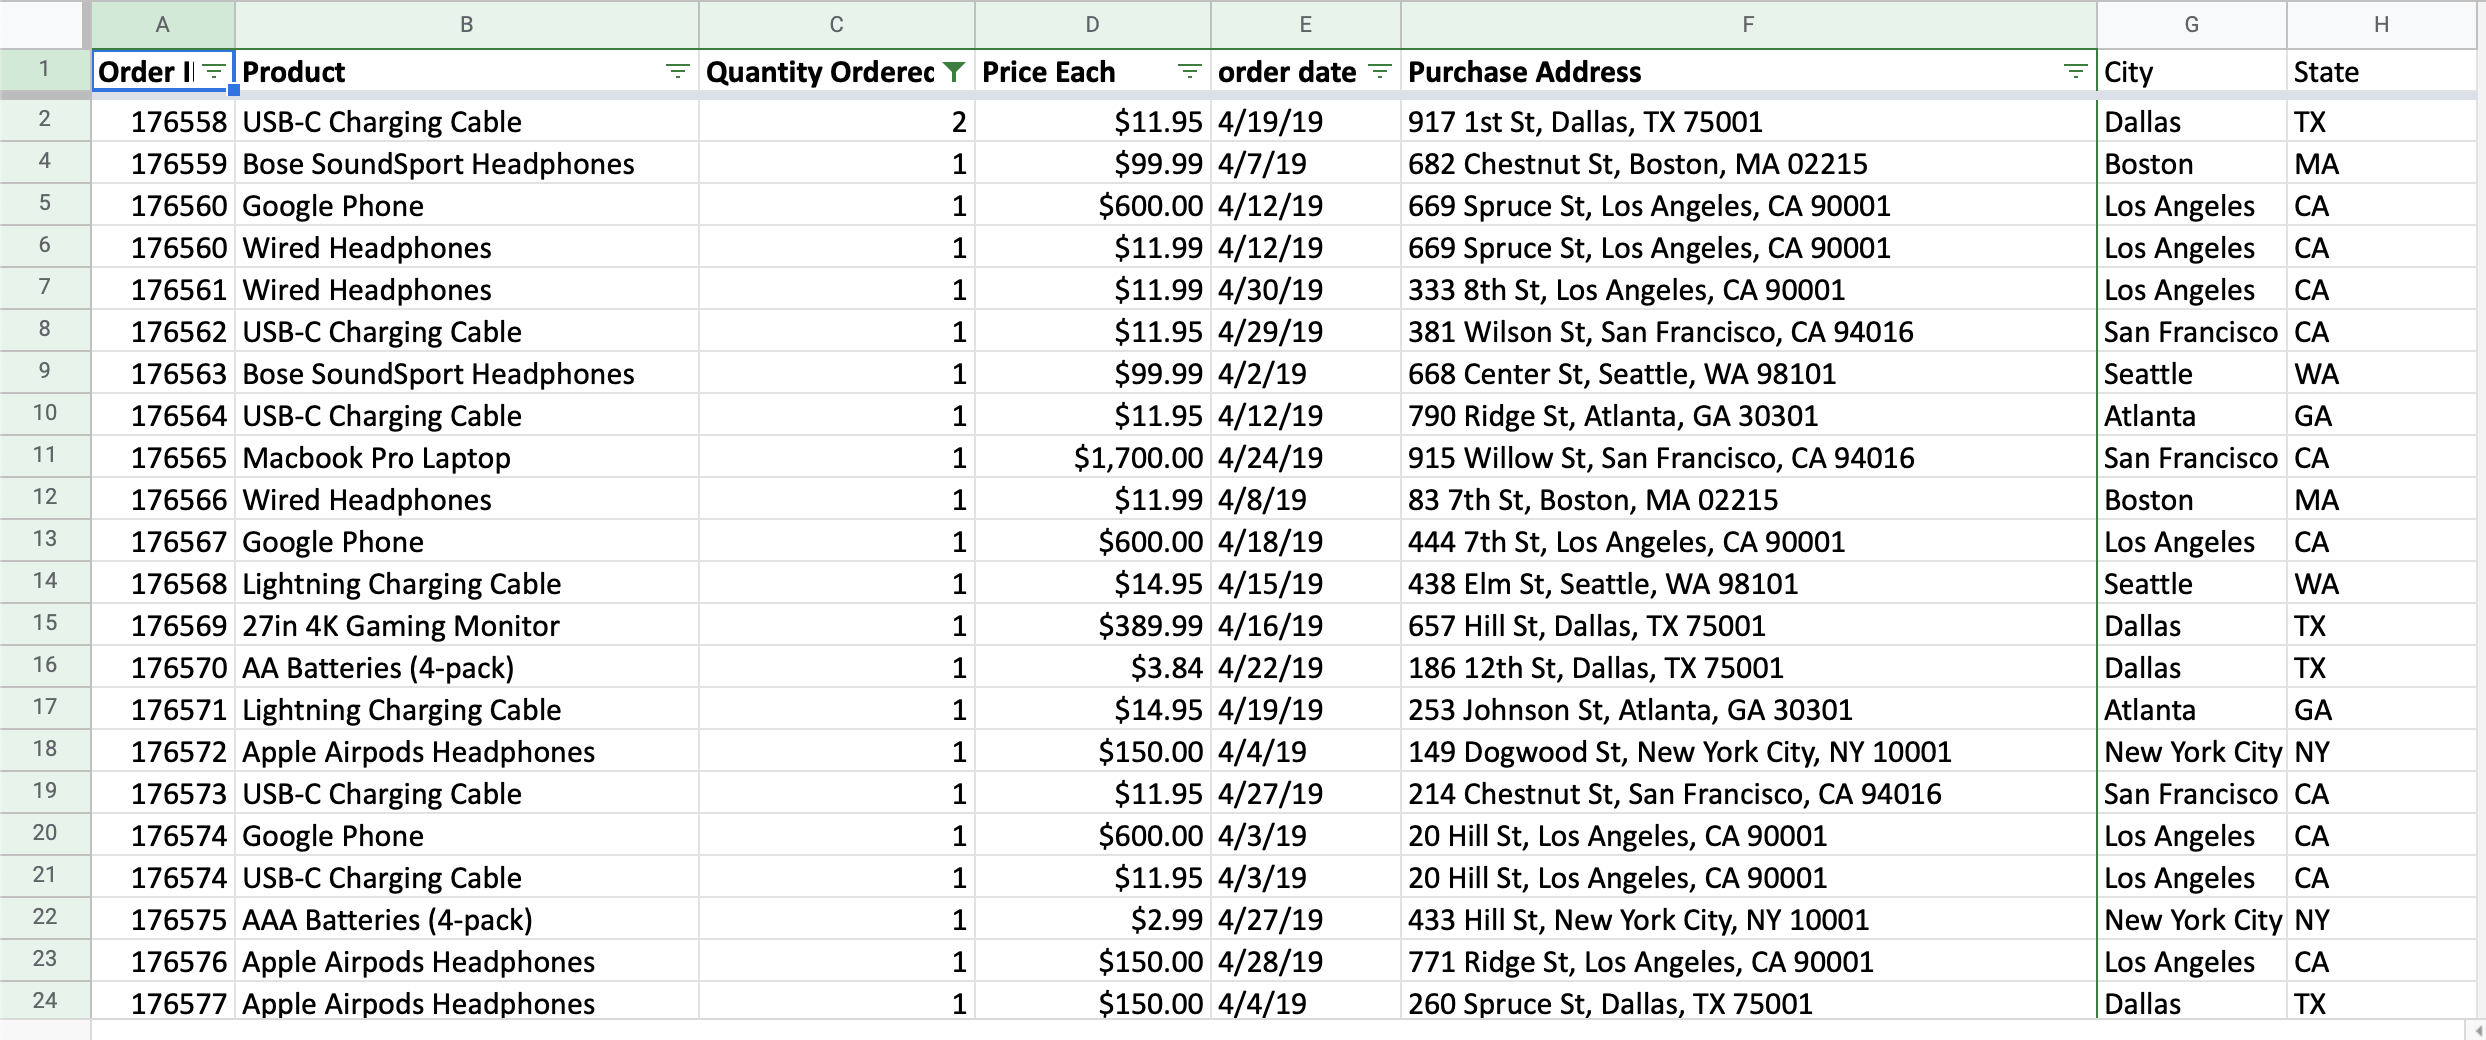 A B C D E F G H
1 Order I Product Quantity Ordered Price Each order date Purchase Address City State
2 176558 USB-C Charging Cable 2 $11.95 4/19/19 917 1st St, Dallas, TX 75001 Dallas TX
4 176559 Bose SoundSport Headphones 1 $99.99 4/7/19 682 Chestnut St, Boston, MA 02215 Boston MA
5 176560 Google Phone 1 $600.00 4/12/19 669 Spruce St, Los Angeles, CA 90001 Los Angeles CA
6 176560 Wired Headphones 1 $11.99 4/12/19 669 Spruce St, Los Angeles, CA 90001 Los Angeles CA
7 176561 Wired Headphones 1 $11.99 4/30/19 333 8th St, Los Angeles, CA 90001 Los Angeles CA
8 176562 USB-C Charging Cable 1 $11.95 4/29/19 381 Wilson St, San Francisco, CA 94016 San Francisco CA
9 176563 Bose SoundSport Headphones 1 $99.99 4/2/19 668 Center St, Seattle, WA 98101 Seattle WA
10 176564 USB-C Charging Cable 1 $11.95 4/12/19 790 Ridge St, Atlanta, GA 30301 Atlanta GA
11 176565 Macbook Pro Laptop 1 $1,700.00 4/24/19 915 Willow St, San Francisco, CA 94016 San Francisco CA
12 176566 Wired Headphones 1 $11.99 4/8/19 83 7th St, Boston, MA 02215 Boston MA
13 176567 Google Phone 1 $600.00 4/18/19 444 7th St, Los Angeles, CA 90001 Los Angeles CA
14 176568 Lightning Charging Cable 1 $14.95 4/15/19 438 Elm St, Seattle, WA 98101 Seattle WA
15 176569 27in 4K Gaming Monitor 1 $389.99 4/16/19 657 Hill St, Dallas, TX 75001 Dallas TX
16 176570 AA Batteries (4-pack) 1 $3.84 4/22/19 186 12th St, Dallas, TX 75001 Dallas TX
17 176571 Lightning Charging Cable 1 $14.95 4/19/19 253 Johnson St, Atlanta, GA 30301 Atlanta GA
18 176572 Apple Airpods Headphones 1 $150.00 4/4/19 149 Dogwood St, New York City, NY 10001 New York City NY
19 176573 USB-C Charging Cable 1 $11.95 4/27/19 214 Chestnut St, San Francisco, CA 94016 San Francisco CA
20 176574 Google Phone 1 $600.00 4/3/19 20 Hill St, Los Angeles, CA 90001 Los Angeles CA
21 176574 USB-C Charging Cable 1 $11.95 4/3/19 20 Hill St, Los Angeles, CA 90001 Los Angeles CA
22 176575 AAA Batteries (4-pack) 1 $2.99 4/27/19 433 Hill St, New York City, NY 10001 New York City NY
23 176576 Apple Airpods Headphones 1 $150.00 4/28/19 771 Ridge St, Los Angeles, CA 90001 Los Angeles CA
24 176577 Apple Airpods Headphones 1 $150.00 4/4/19 260 Spruce St, Dallas, TX 75001 Dallas TX